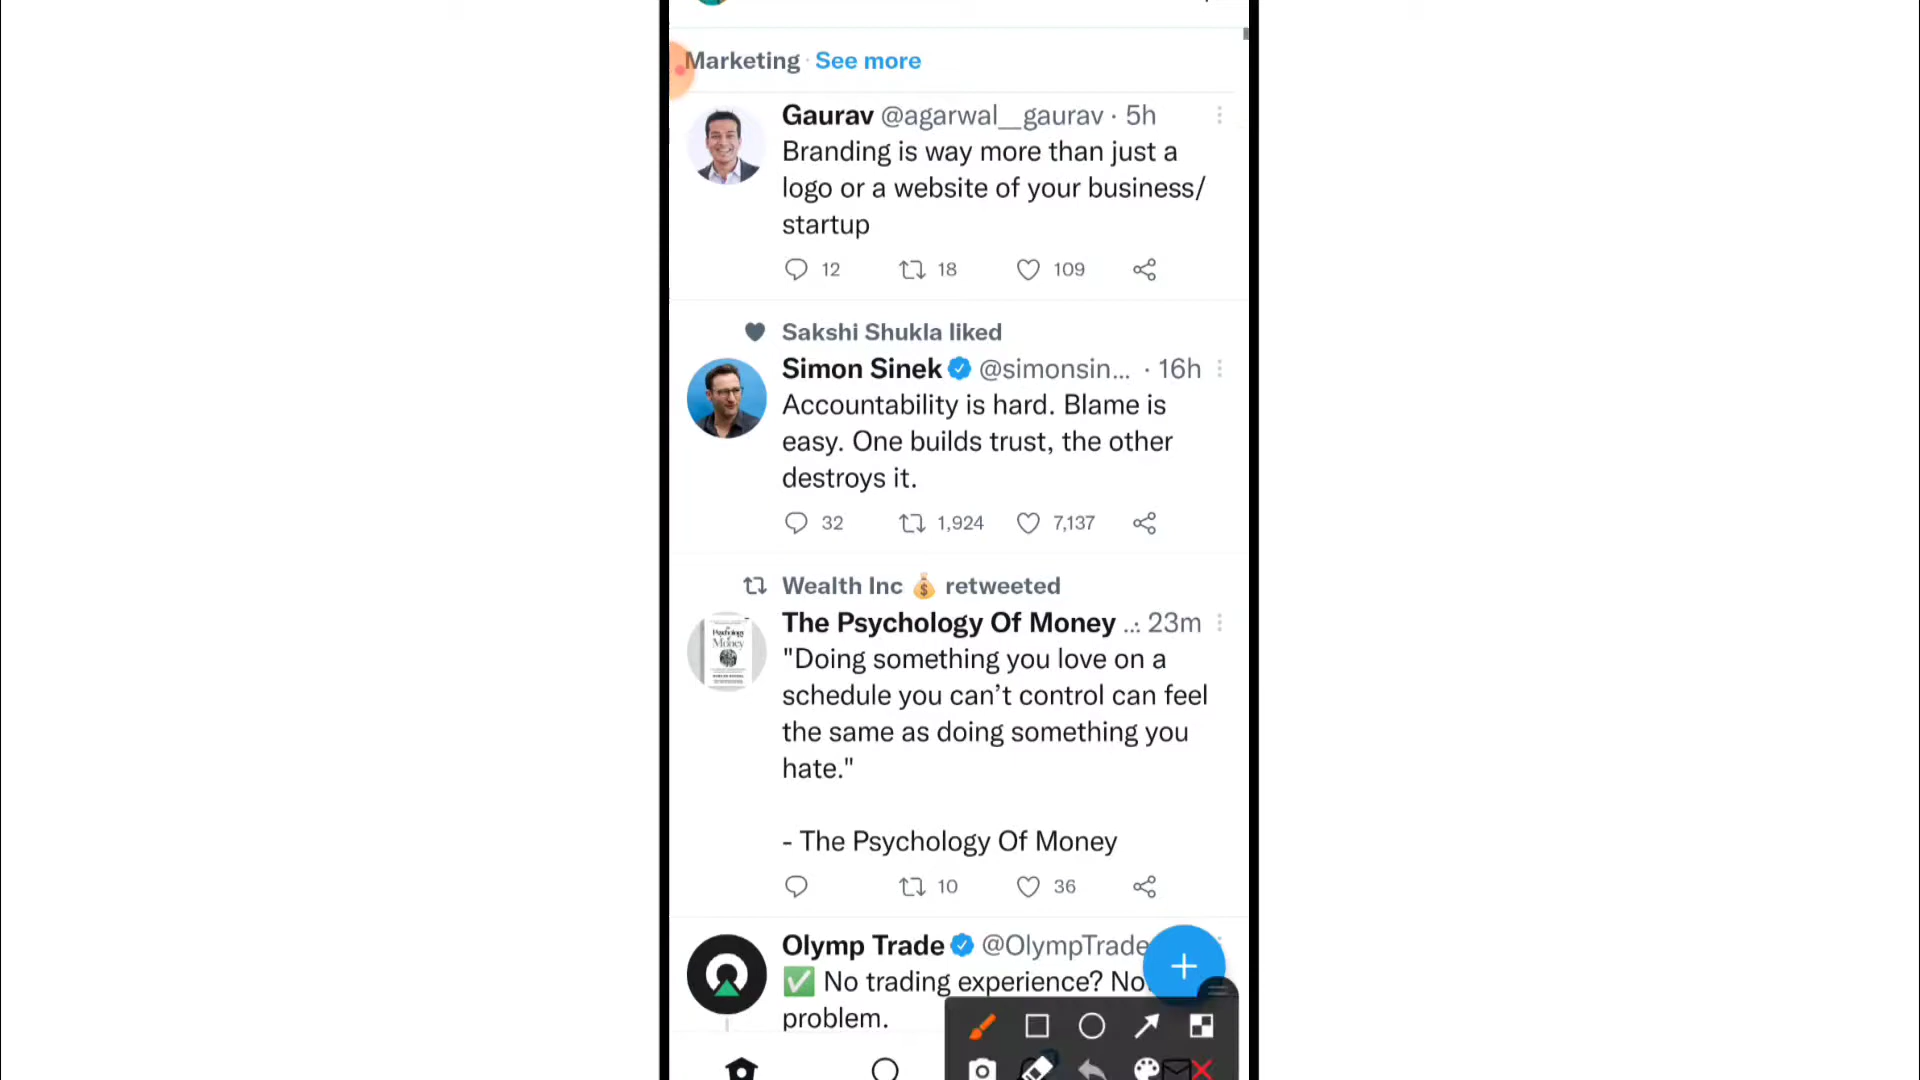 Marketing · See more
Gaurav @agarwal__gaurav · 5h
Branding is way more than just a
logo or a website of your business/
startup
12 18 109
Sakshi Shukla liked
Simon Sinek @simonsin... · 16h
Accountability is hard. Blame is
easy. One builds trust, the other
destroys it.
32 1,924 7,137
Wealth Inc 💰 retweeted
The Psychology Of Money ... · 23m
"Doing something you love on a
schedule you can’t control can feel
the same as doing something you
hate."
- The Psychology Of Money
10 36
Olymp Trade @OlympTrade
✅ No trading experience? No
problem.